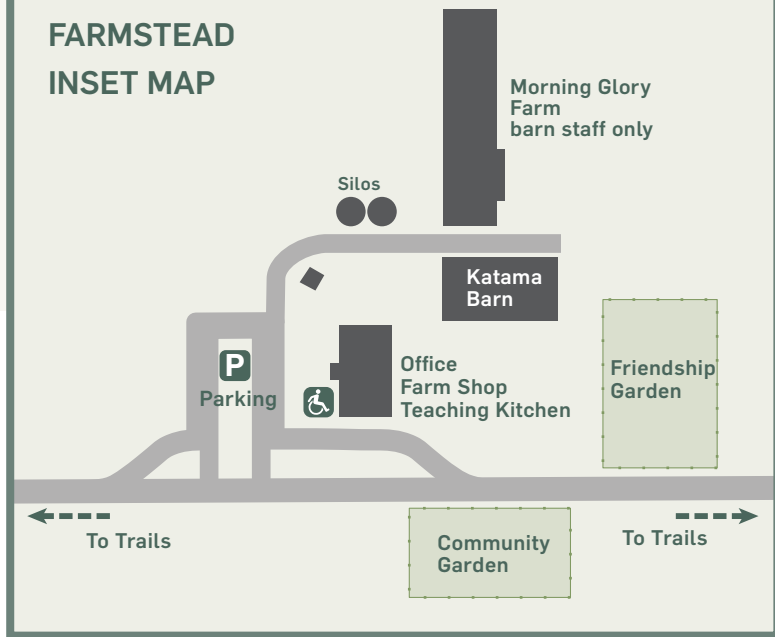 FARMSTEAD
INSET MAP
Morning Glory
Farm
barn staff only
Silos
Katama
Barn
Friendship
Garden
P
Parking
Office
Farm Shop
Teaching Kitchen
To Trails
Community
Garden
To Trails